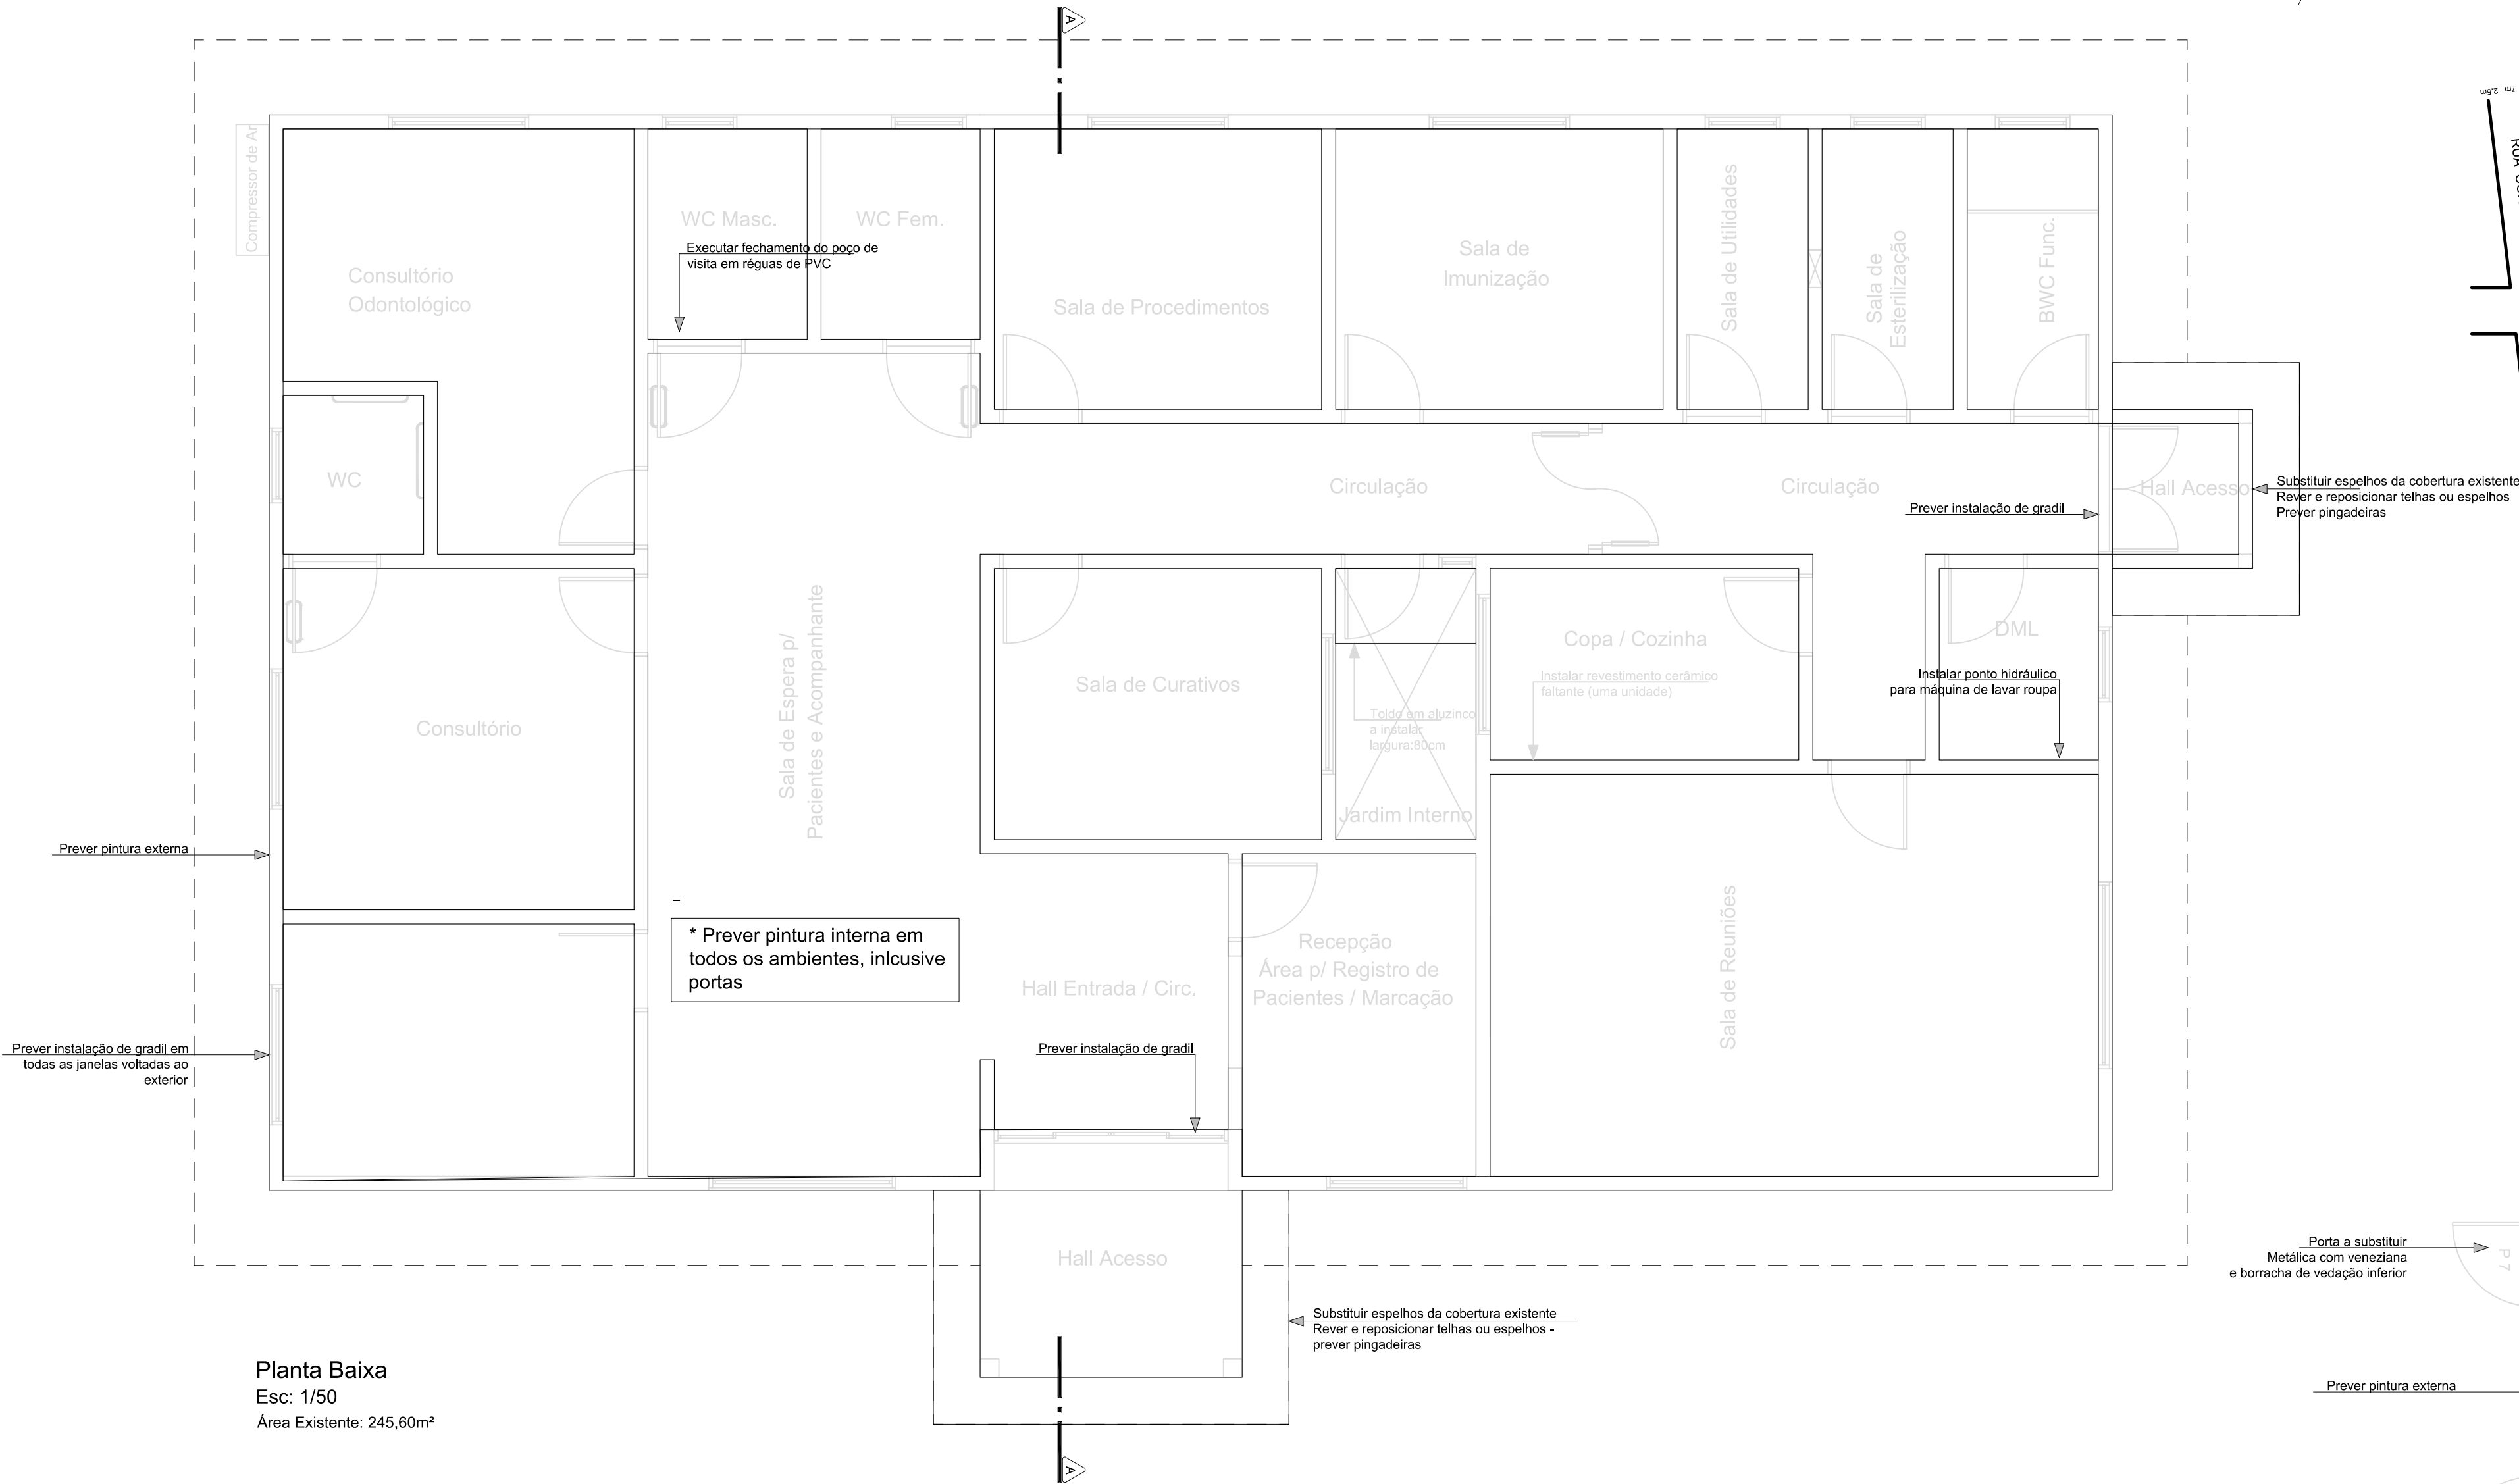 A
7m 2,5m
Compressor de Ar
WC Masc.
WC Fem.
Executar fechamento do poço de
visita em réguas de PVC
Consultório
Odontológico
Sala de Procedimentos
Sala de
Imunização
Sala de Utilidades
Sala de
Esterilização
BWC Func.
WC
Circulação
Circulação
Hall Acesso
Prever instalação de gradil
Substituir espelhos da cobertura existente
Rever e reposicionar telhas ou espelhos
Prever pingadeiras
Sala de Espera p/
Pacientes e Acompanhante
Consultório
Sala de Curativos
Toldo em aluzinco
a instalar
largura:80cm
Jardim Interno
Copa / Cozinha
Instalar revestimento cerâmico
faltante (uma unidade)
DML
Instalar ponto hidráulico
para máquina de lavar roupa
Prever pintura externa
* Prever pintura interna em
todos os ambientes, inlcusive
portas
Hall Entrada / Circ.
Recepção
Área p/ Registro de
Pacientes / Marcação
Sala de Reuniões
Prever instalação de gradil em
todas as janelas voltadas ao
exterior
Prever instalação de gradil
Hall Acesso
Porta a substituir
Metálica com veneziana
e borracha de vedação inferior
P 7
Substituir espelhos da cobertura existente
Rever e reposicionar telhas ou espelhos -
prever pingadeiras
Prever pintura externa
Planta Baixa
Esc: 1/50
Área Existente: 245,60m²
A